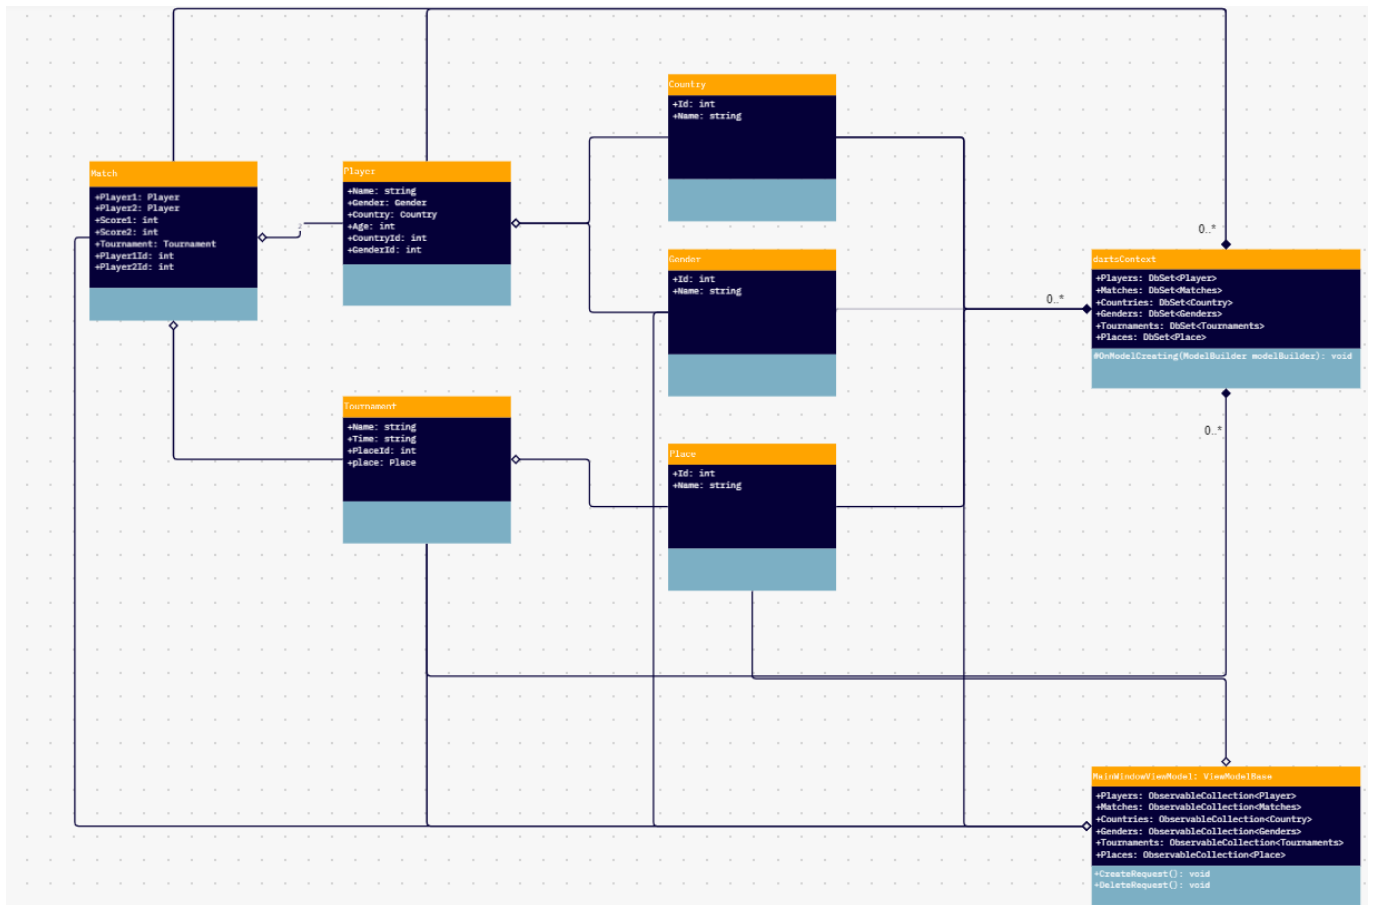 Country
+Id: int
+Name: string
Match
+Player1: Player
+Player2: Player
+Score1: int
+Score2: int
+Tournament: Tournament
+Player1Id: int
+Player2Id: int
2
Player
+Name: string
+Gender: Gender
+Country: Country
+Age: int
+CountryId: int
+GenderId: int
Gender
+Id: int
+Name: string
0..*
0..*
dartsContext
+Players: DbSet<Player>
+Matches: DbSet<Matches>
+Countries: DbSet<Country>
+Genders: DbSet<Genders>
+Tournaments: DbSet<Tournaments>
+Places: DbSet<Place>
#OnModelCreating(ModelBuilder modelBuilder): void
0..*
Tournament
+Name: string
+Time: string
+PlaceId: int
+place: Place
Place
+Id: int
+Name: string
MainWindowViewModel: ViewModelBase
+Players: ObservableCollection<Player>
+Matches: ObservableCollection<Matches>
+Countries: ObservableCollection<Country>
+Genders: ObservableCollection<Genders>
+Tournaments: ObservableCollection<Tournaments>
+Places: ObservableCollection<Place>
+CreateRequest(): void
+DeleteRequest(): void